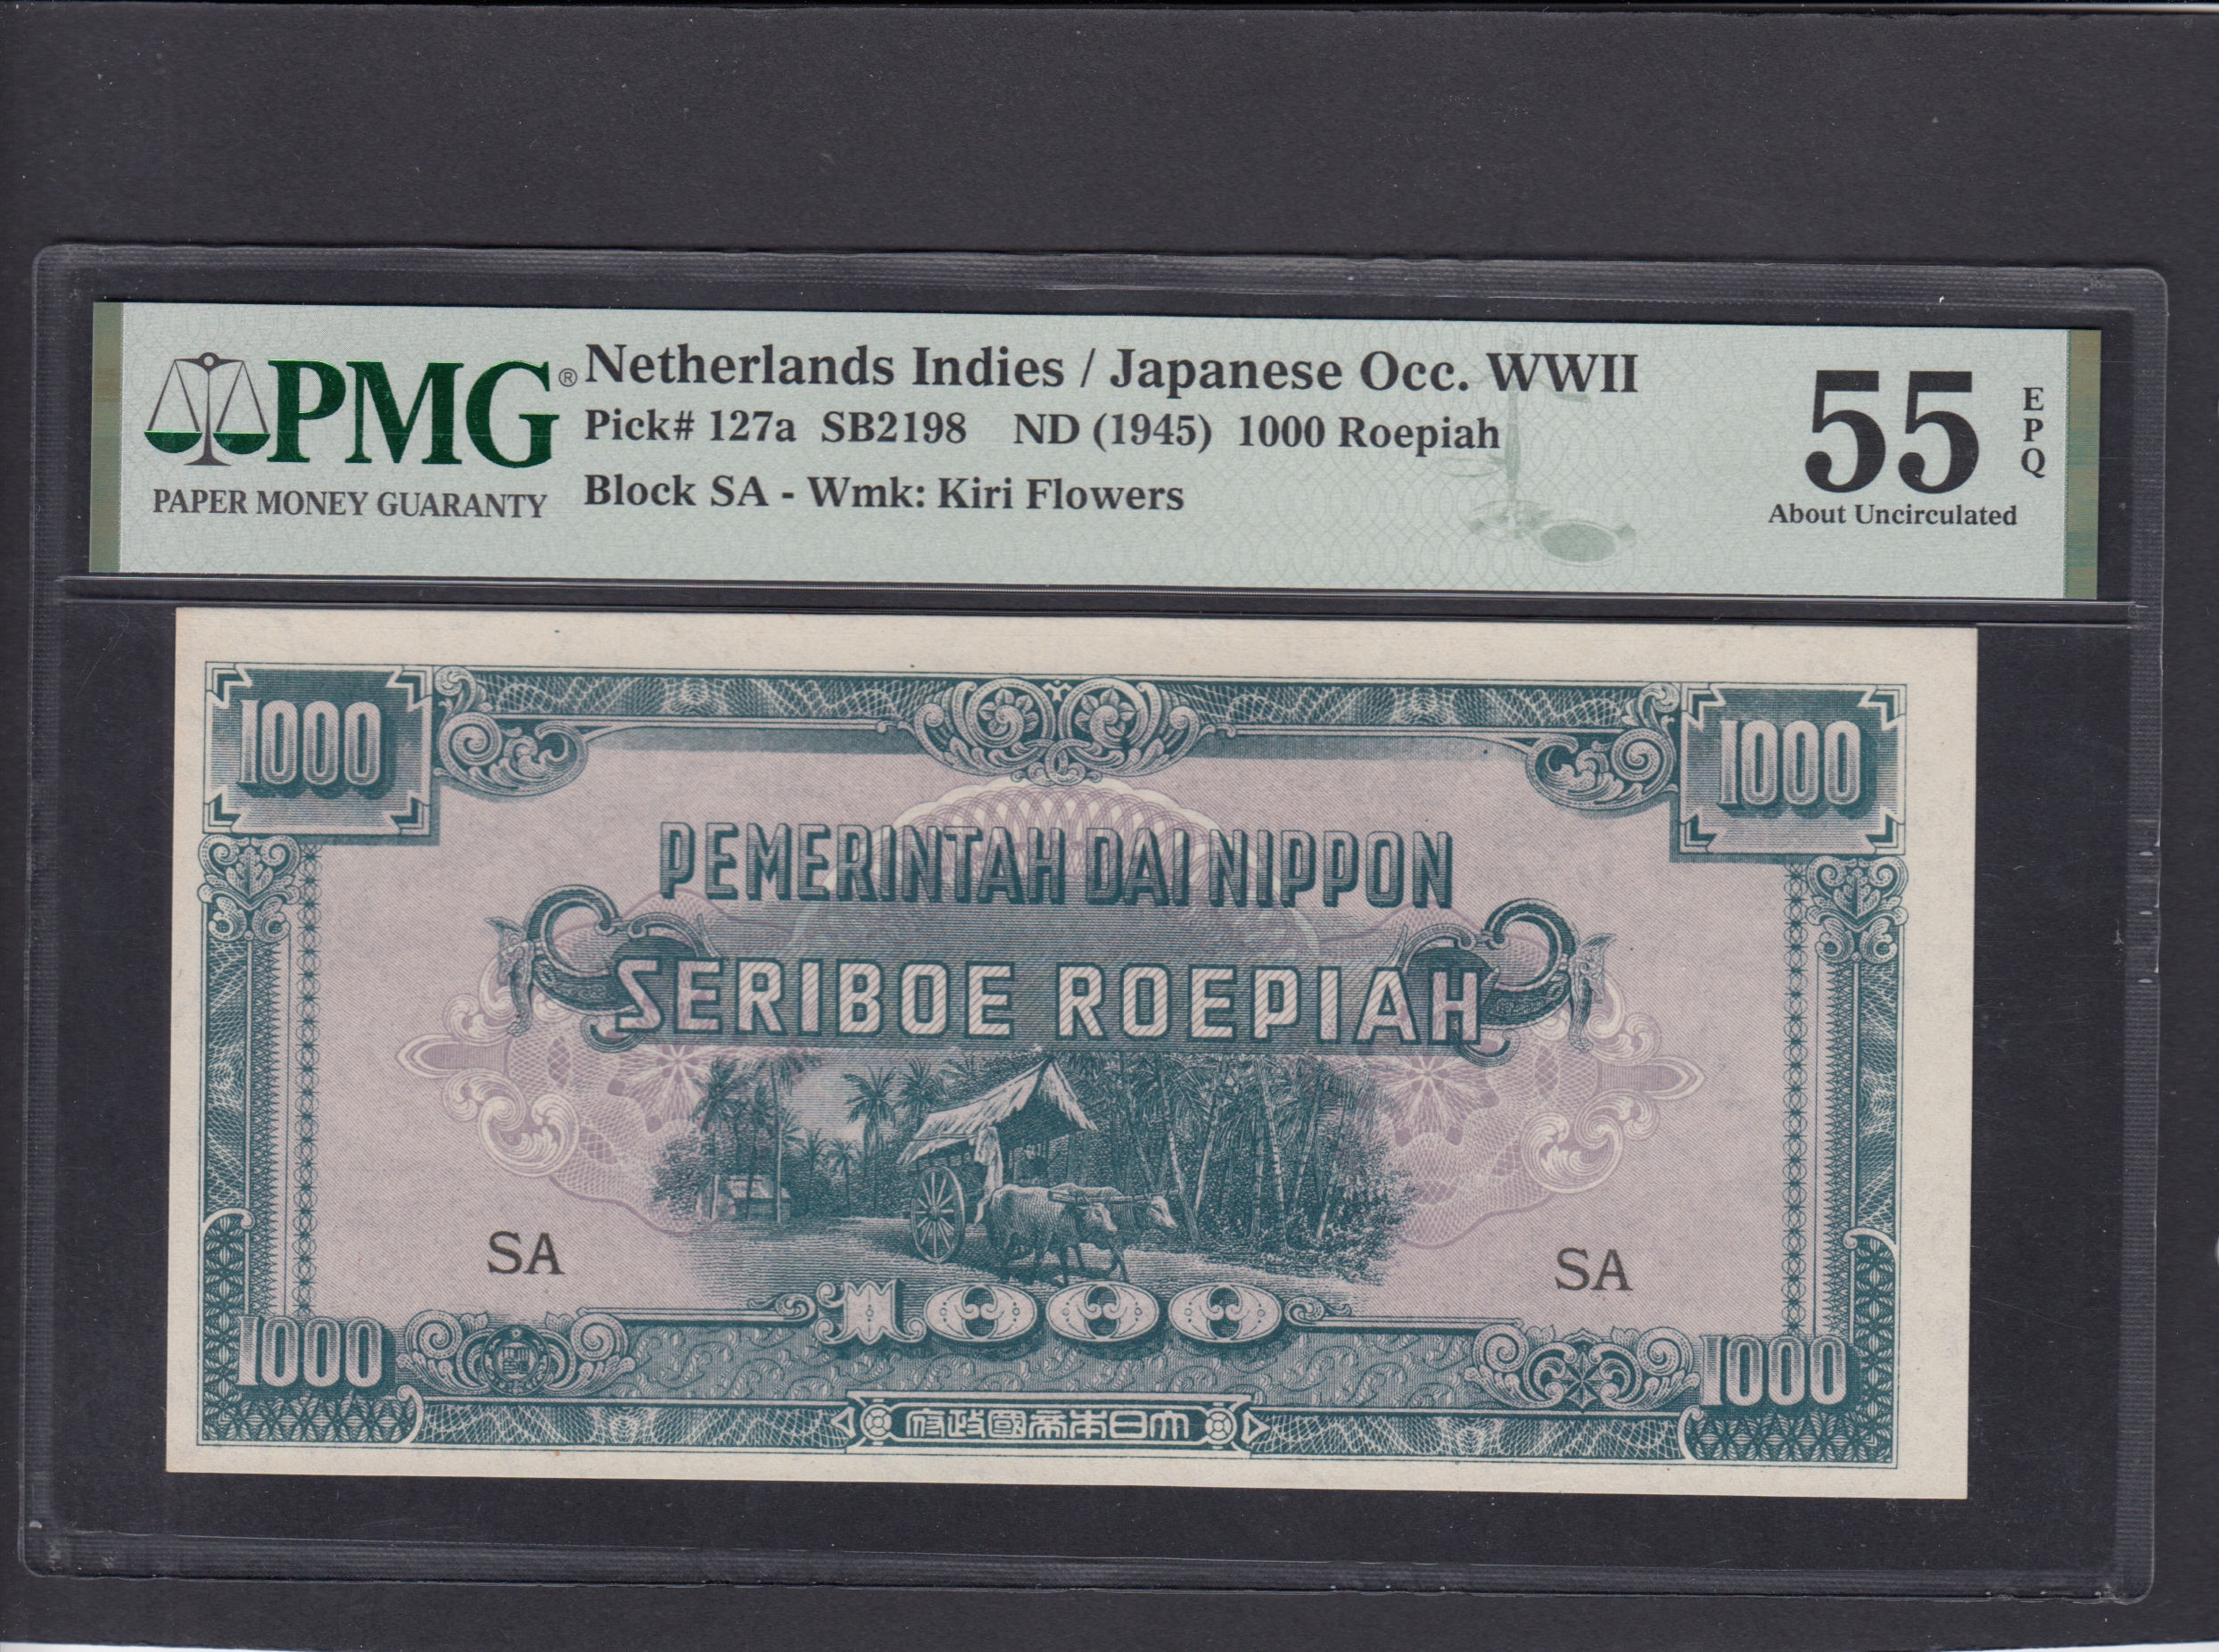 PMG®
PAPER MONEY GUARANTY
Netherlands Indies / Japanese Occ. WWII
Pick# 127a SB2198 ND (1945) 1000 Roepiah
Block SA - Wmk: Kiri Flowers
55
EPQ
About Uncirculated
1000 1000
PEMERINTAH DAI NIPPON
SERIBOE ROEPIAH
SA SA
1000
1000 1000
府政國帝本日大